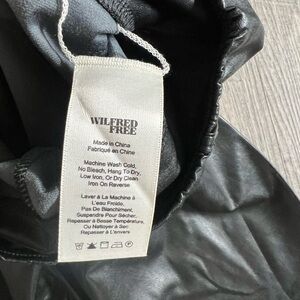 WILFRED
FREE
Made in China
Fabriqué en Chine
Machine Wash Cold,
No Bleach, Hang To Dry,
Low Iron, Or Dry Clean
Iron On Reverse
Laver à La Machine à
L'eau Froide,
Pas De Blanchiment
Suspendre Pour Sécher,
Repasser à Basse Température,
Ou Nettoyer à Sec
Repasser à L'envers